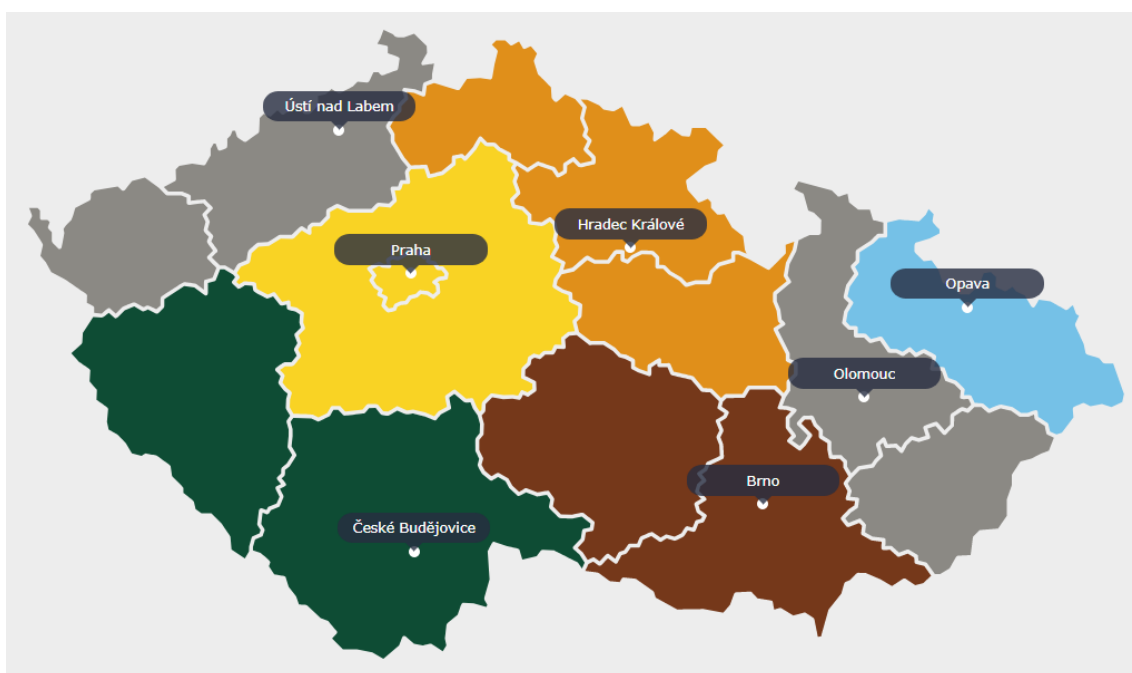 Ústí nad Labem
Hradec Králové
Praha
Opava
Olomouc
Brno
České Budějovice